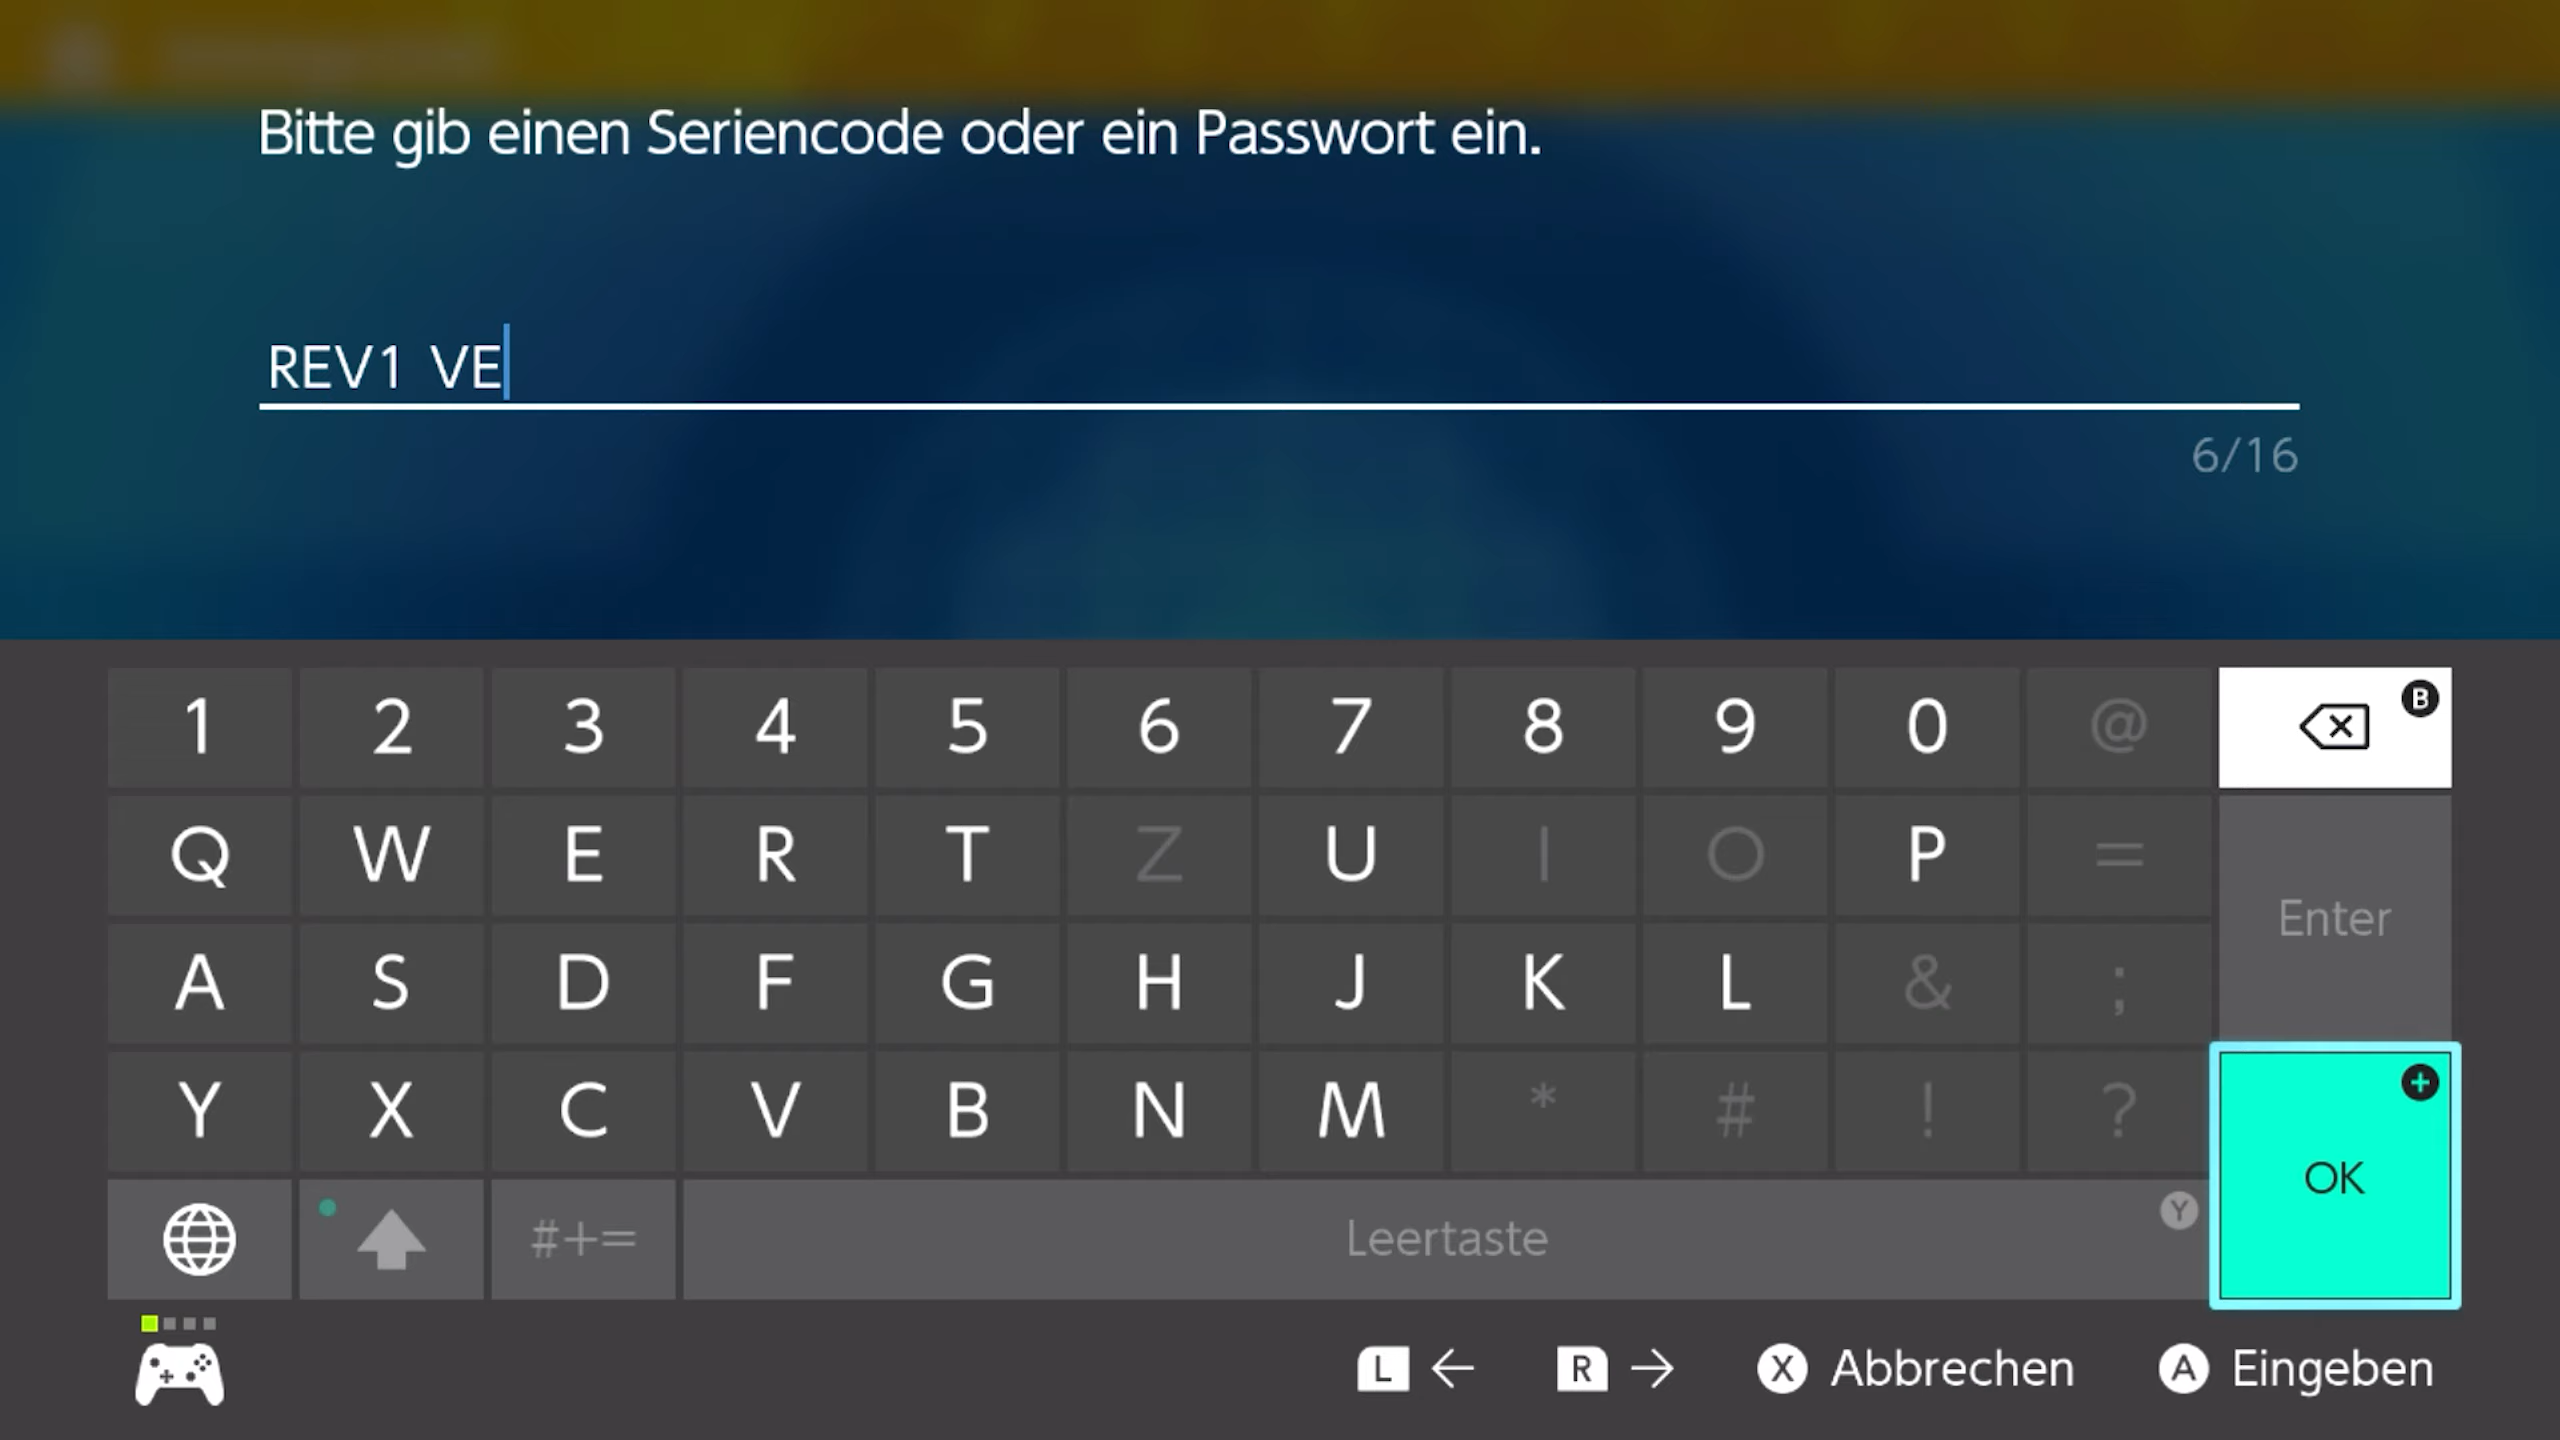 Bitte gib einen Seriencode oder ein Passwort ein.
REV1 VE
6/16
1 2 3 4 5 6 7 8 9 0 @ B
Q W E R T Z U I O P =
Enter
A S D F G H J K L & ;
Y X C V B N M * # ! ? +
OK
#+= Leertaste Y
L ← R → X Abbrechen A Eingeben